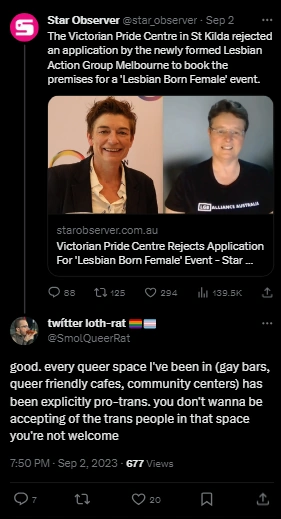 Star Observer @star_observer · Sep 2
The Victorian Pride Centre in St Kilda rejected
an application by the newly formed Lesbian
Action Group Melbourne to book the
premises for a 'Lesbian Born Female' event.
LGB ALLIANCE AUSTRALIA
starobserver.com.au
Victorian Pride Centre Rejects Application
For 'Lesbian Born Female' Event - Star ...
88 125 294 139.5K
twitter loth-rat
@SmolQueerRat
good. every queer space I've been in (gay bars,
queer friendly cafes, community centers) has
been explicitly pro-trans. you don't wanna be
accepting of the trans people in that space
you're not welcome
7:50 PM · Sep 2, 2023 · 677 Views
7 20